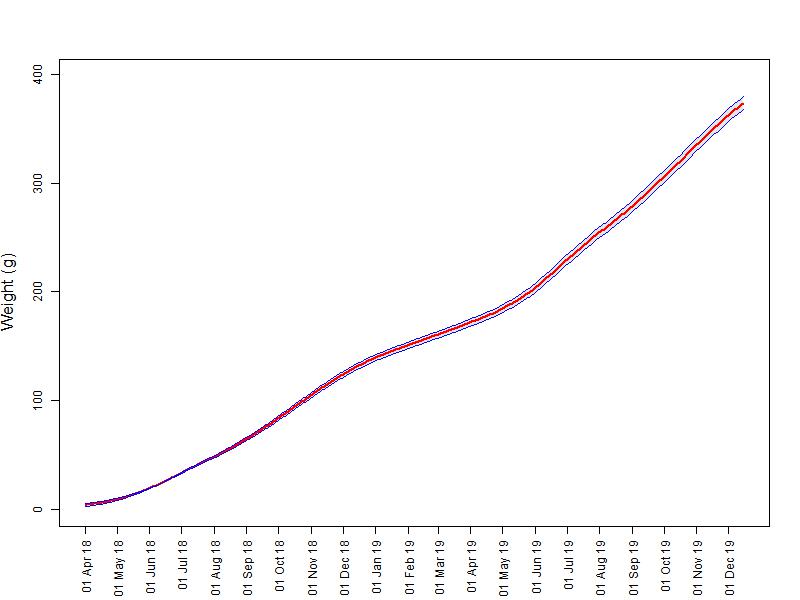 400
300
200
100
0
Weight (g)
01 Apr 18
01 May 18
01 Jun 18
01 Jul 18
01 Aug 18
01 Sep 18
01 Oct 18
01 Nov 18
01 Dec 18
01 Jan 19
01 Feb 19
01 Mar 19
01 Apr 19
01 May 19
01 Jun 19
01 Jul 19
01 Aug 19
01 Sep 19
01 Oct 19
01 Nov 19
01 Dec 19